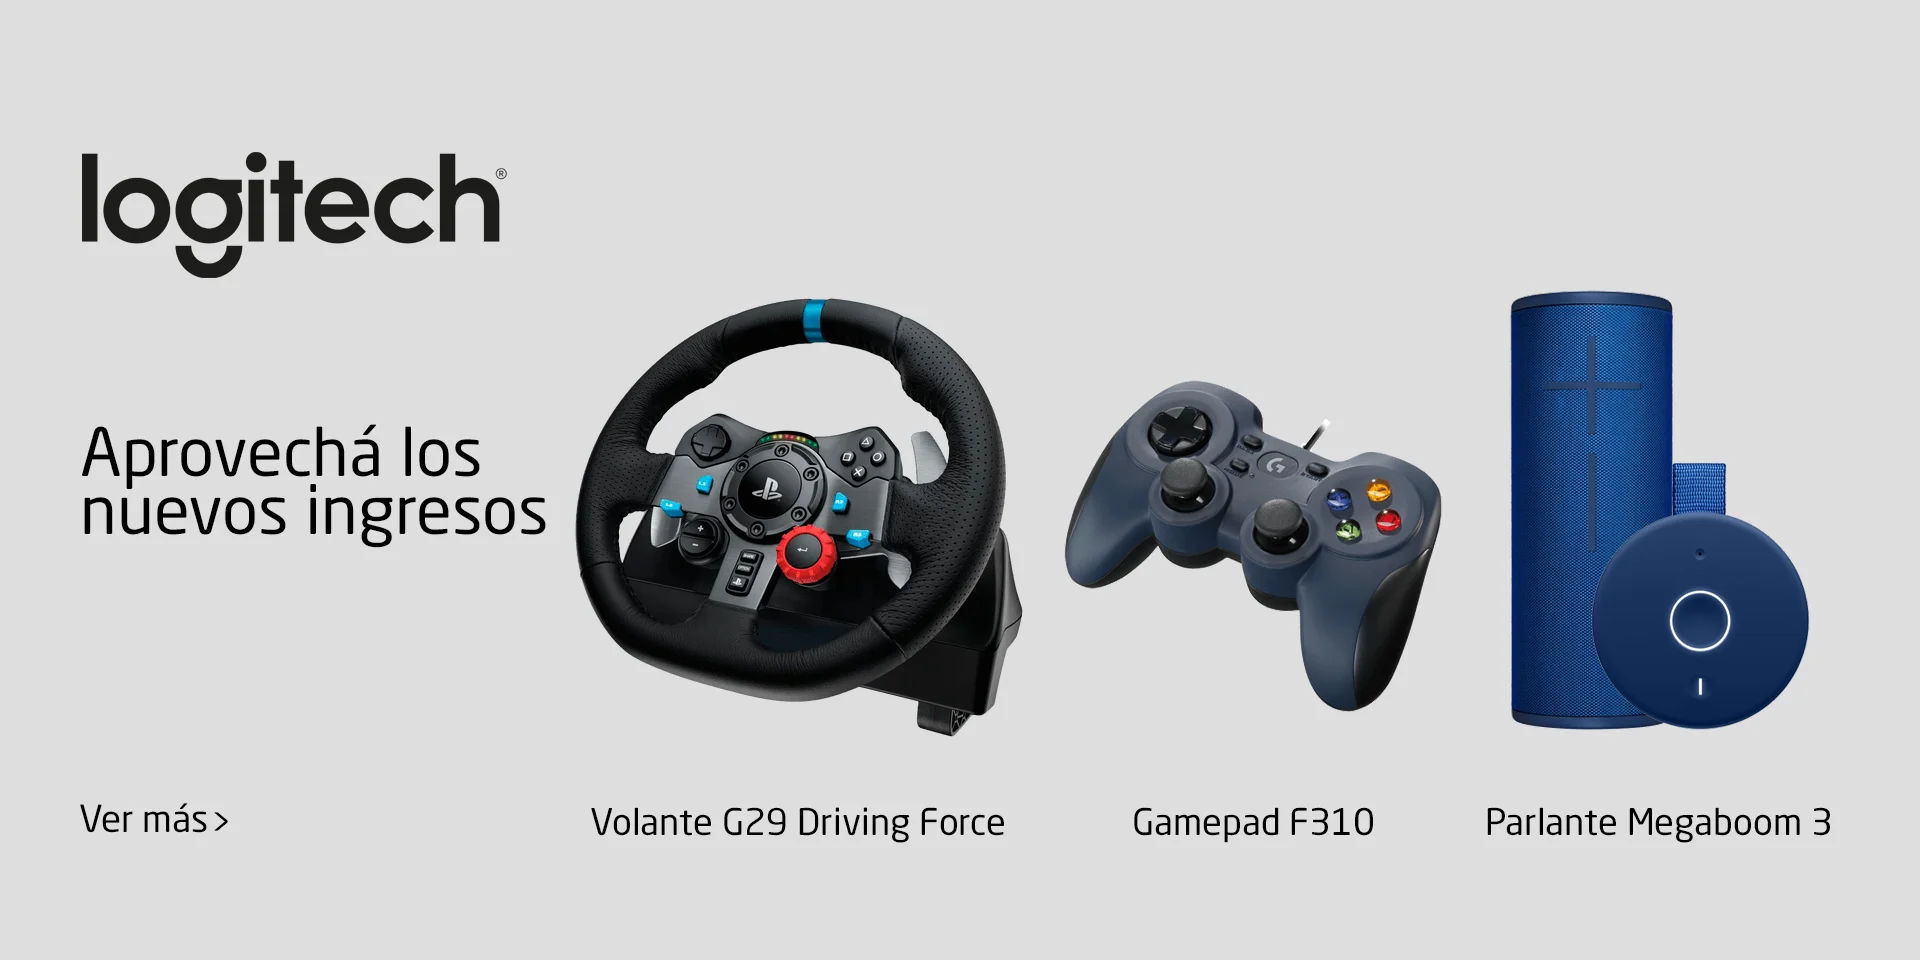 logitech®
Aprovechá los
nuevos ingresos
Ver más >
Volante G29 Driving Force
Gamepad F310
Parlante Megaboom 3